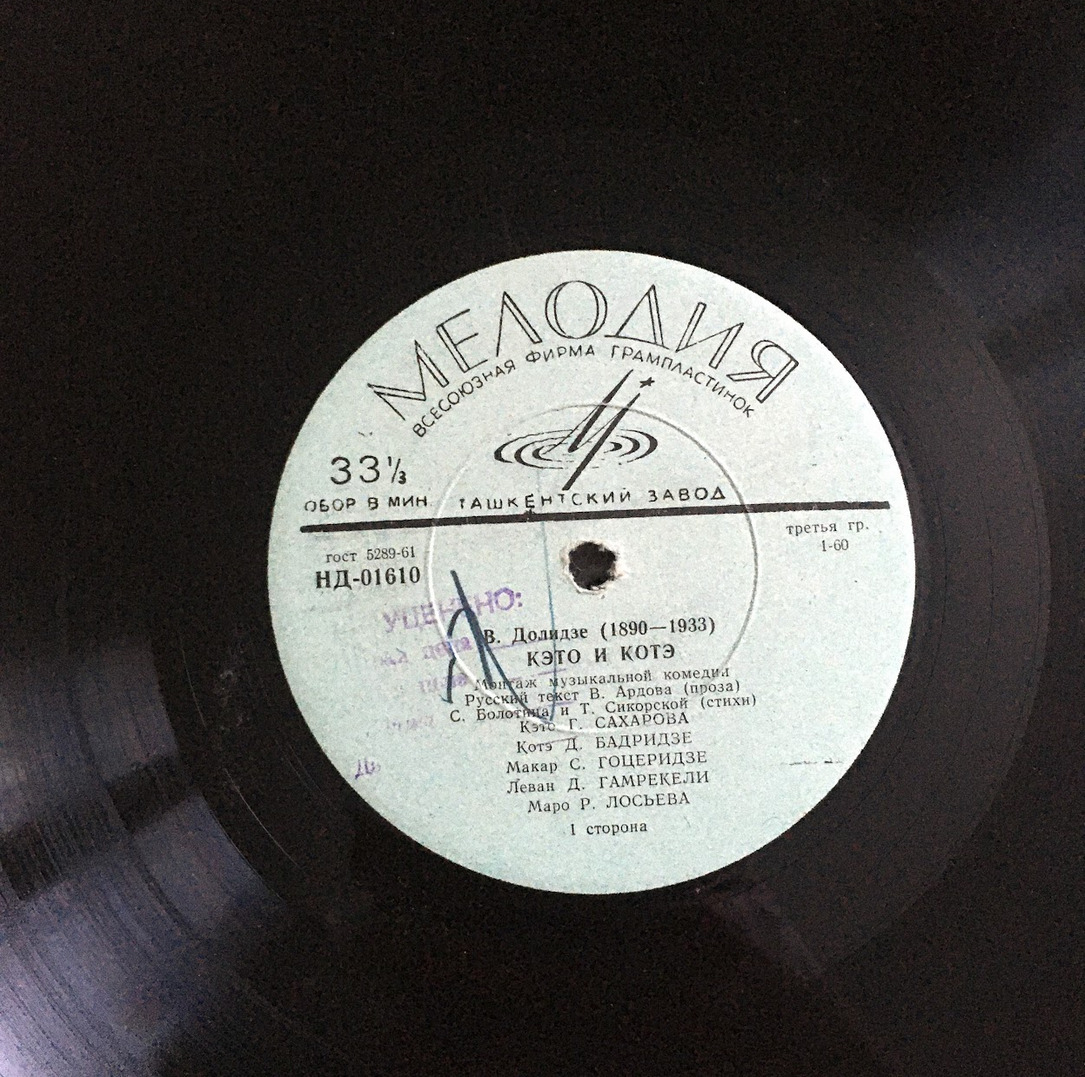 МЕЛОДИЯ
ВСЕСОЮЗНАЯ ФИРМА ГРАМПЛАСТИНОК
33⅓
ОБОР В МИН.
ТАШКЕНТСКИЙ ЗАВОД
третья гр.
1-60
гост 5289-61
НД-01610
УЦЕНЕНО:
цена
В. Долидзе (1890—1933)
КЭТО И КОТЭ
Монтаж музыкальной комедии
Русский текст В. Ардова (проза)
С. Болотина и Т. Сикорской (стихи)
Кэто Г. САХАРОВА
Котэ Д. БАДРИДЗЕ
Макар С. ГОЦЕРИДЗЕ
Леван Д. ГАМРЕКЕЛИ
Маро Р. ЛОСЬЕВА
1 сторона